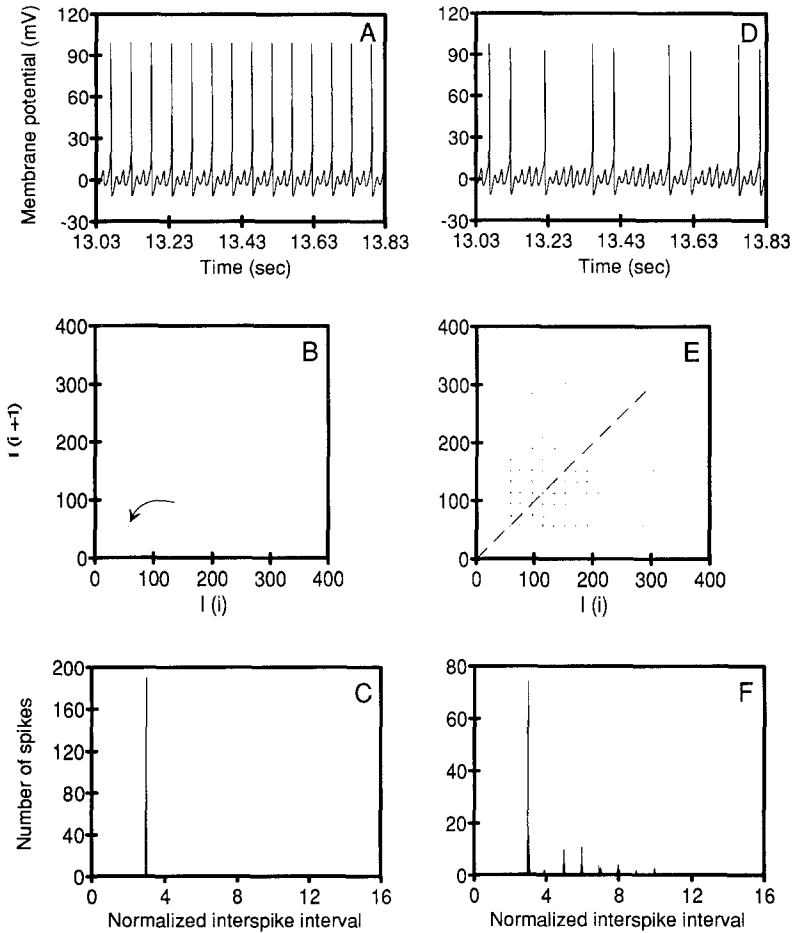 A
Membrane potential (mV)
120
90
60
30
0
-30
13.03 13.23 13.43 13.63 13.83
Time (sec)
D
120
90
60
30
0
-30
13.03 13.23 13.43 13.63 13.83
Time (sec)
B
I (i +1)
400
300
200
100
0
0 100 200 300 400
I (i)
E
400
300
200
100
0
0 100 200 300 400
I (i)
C
Number of spikes
200
160
120
80
40
0
0 4 8 12 16
Normalized interspike interval
F
80
60
40
20
0
0 4 8 12 16
Normalized interspike interval